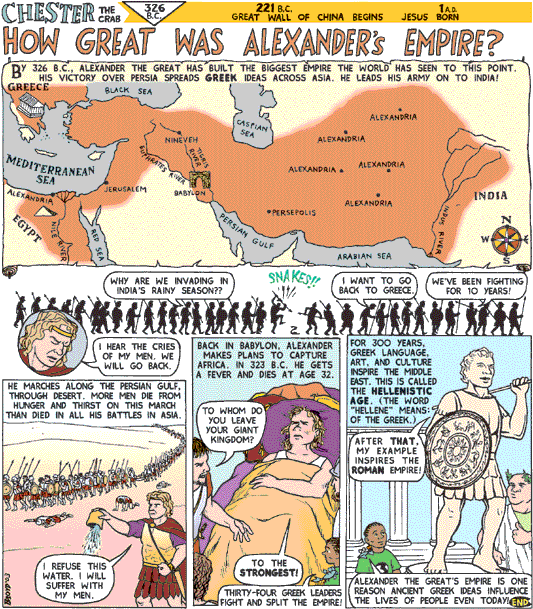 CHESTER THE CRAB
326 B.C.
221 B.C.
GREAT WALL OF CHINA BEGINS
1 A.D.
JESUS BORN
HOW GREAT WAS ALEXANDER'S EMPIRE?
BY 326 B.C., ALEXANDER THE GREAT HAS BUILT THE BIGGEST EMPIRE THE WORLD HAS SEEN TO THIS POINT.
HIS VICTORY OVER PERSIA SPREADS GREEK IDEAS ACROSS ASIA. HE LEADS HIS ARMY ON TO INDIA!
GREECE
BLACK SEA
CASPIAN
SEA
ALEXANDRIA
NINEVEH
ALEXANDRIA
TIGRIS
RIVER
EUPHRATES RIVER
MEDITERRANEAN
SEA
ALEXANDRIA
ALEXANDRIA
JERUSALEM
BABYLON
ALEXANDRIA
ALEXANDRIA
INDIA
PERSEPOLIS
INDUS
RIVER
EGYPT
NILE RIVER
RED SEA
PERSIAN GULF
ARABIAN SEA
N
W
E
S
WHY ARE WE INVADING IN
INDIA'S RAINY SEASON??
SNAKES!!
I WANT TO GO
BACK TO GREECE.
WE'VE BEEN FIGHTING
FOR 10 YEARS!
I HEAR THE CRIES
OF MY MEN. WE
WILL GO BACK.
HE MARCHES ALONG THE PERSIAN GULF,
THROUGH DESERT. MORE MEN DIE FROM
HUNGER AND THIRST ON THIS MARCH
THAN DIED IN ALL HIS BATTLES IN ASIA.
I REFUSE THIS
WATER. I WILL
SUFFER WITH
MY MEN.
BACK IN BABYLON, ALEXANDER
MAKES PLANS TO CAPTURE
AFRICA. IN 323 B.C. HE GETS
A FEVER AND DIES AT AGE 32.
TO WHOM DO
YOU LEAVE
YOUR GIANT
KINGDOM?
TO THE
STRONGEST!
THIRTY-FOUR GREEK LEADERS
FIGHT AND SPLIT THE EMPIRE!
FOR 300 YEARS,
GREEK LANGUAGE,
ART, AND CULTURE
INSPIRE THE MIDDLE
EAST. THIS IS CALLED
THE HELLENISTIC
AGE. (THE WORD
"HELLENE" MEANS:
OF THE GREEK.)
AFTER THAT,
MY EXAMPLE
INSPIRES THE
ROMAN EMPIRE!
ALEXANDER THE GREAT'S EMPIRE IS ONE
REASON ANCIENT GREEK IDEAS INFLUENCE
THE LIVES OF PEOPLE EVEN TODAY!
END